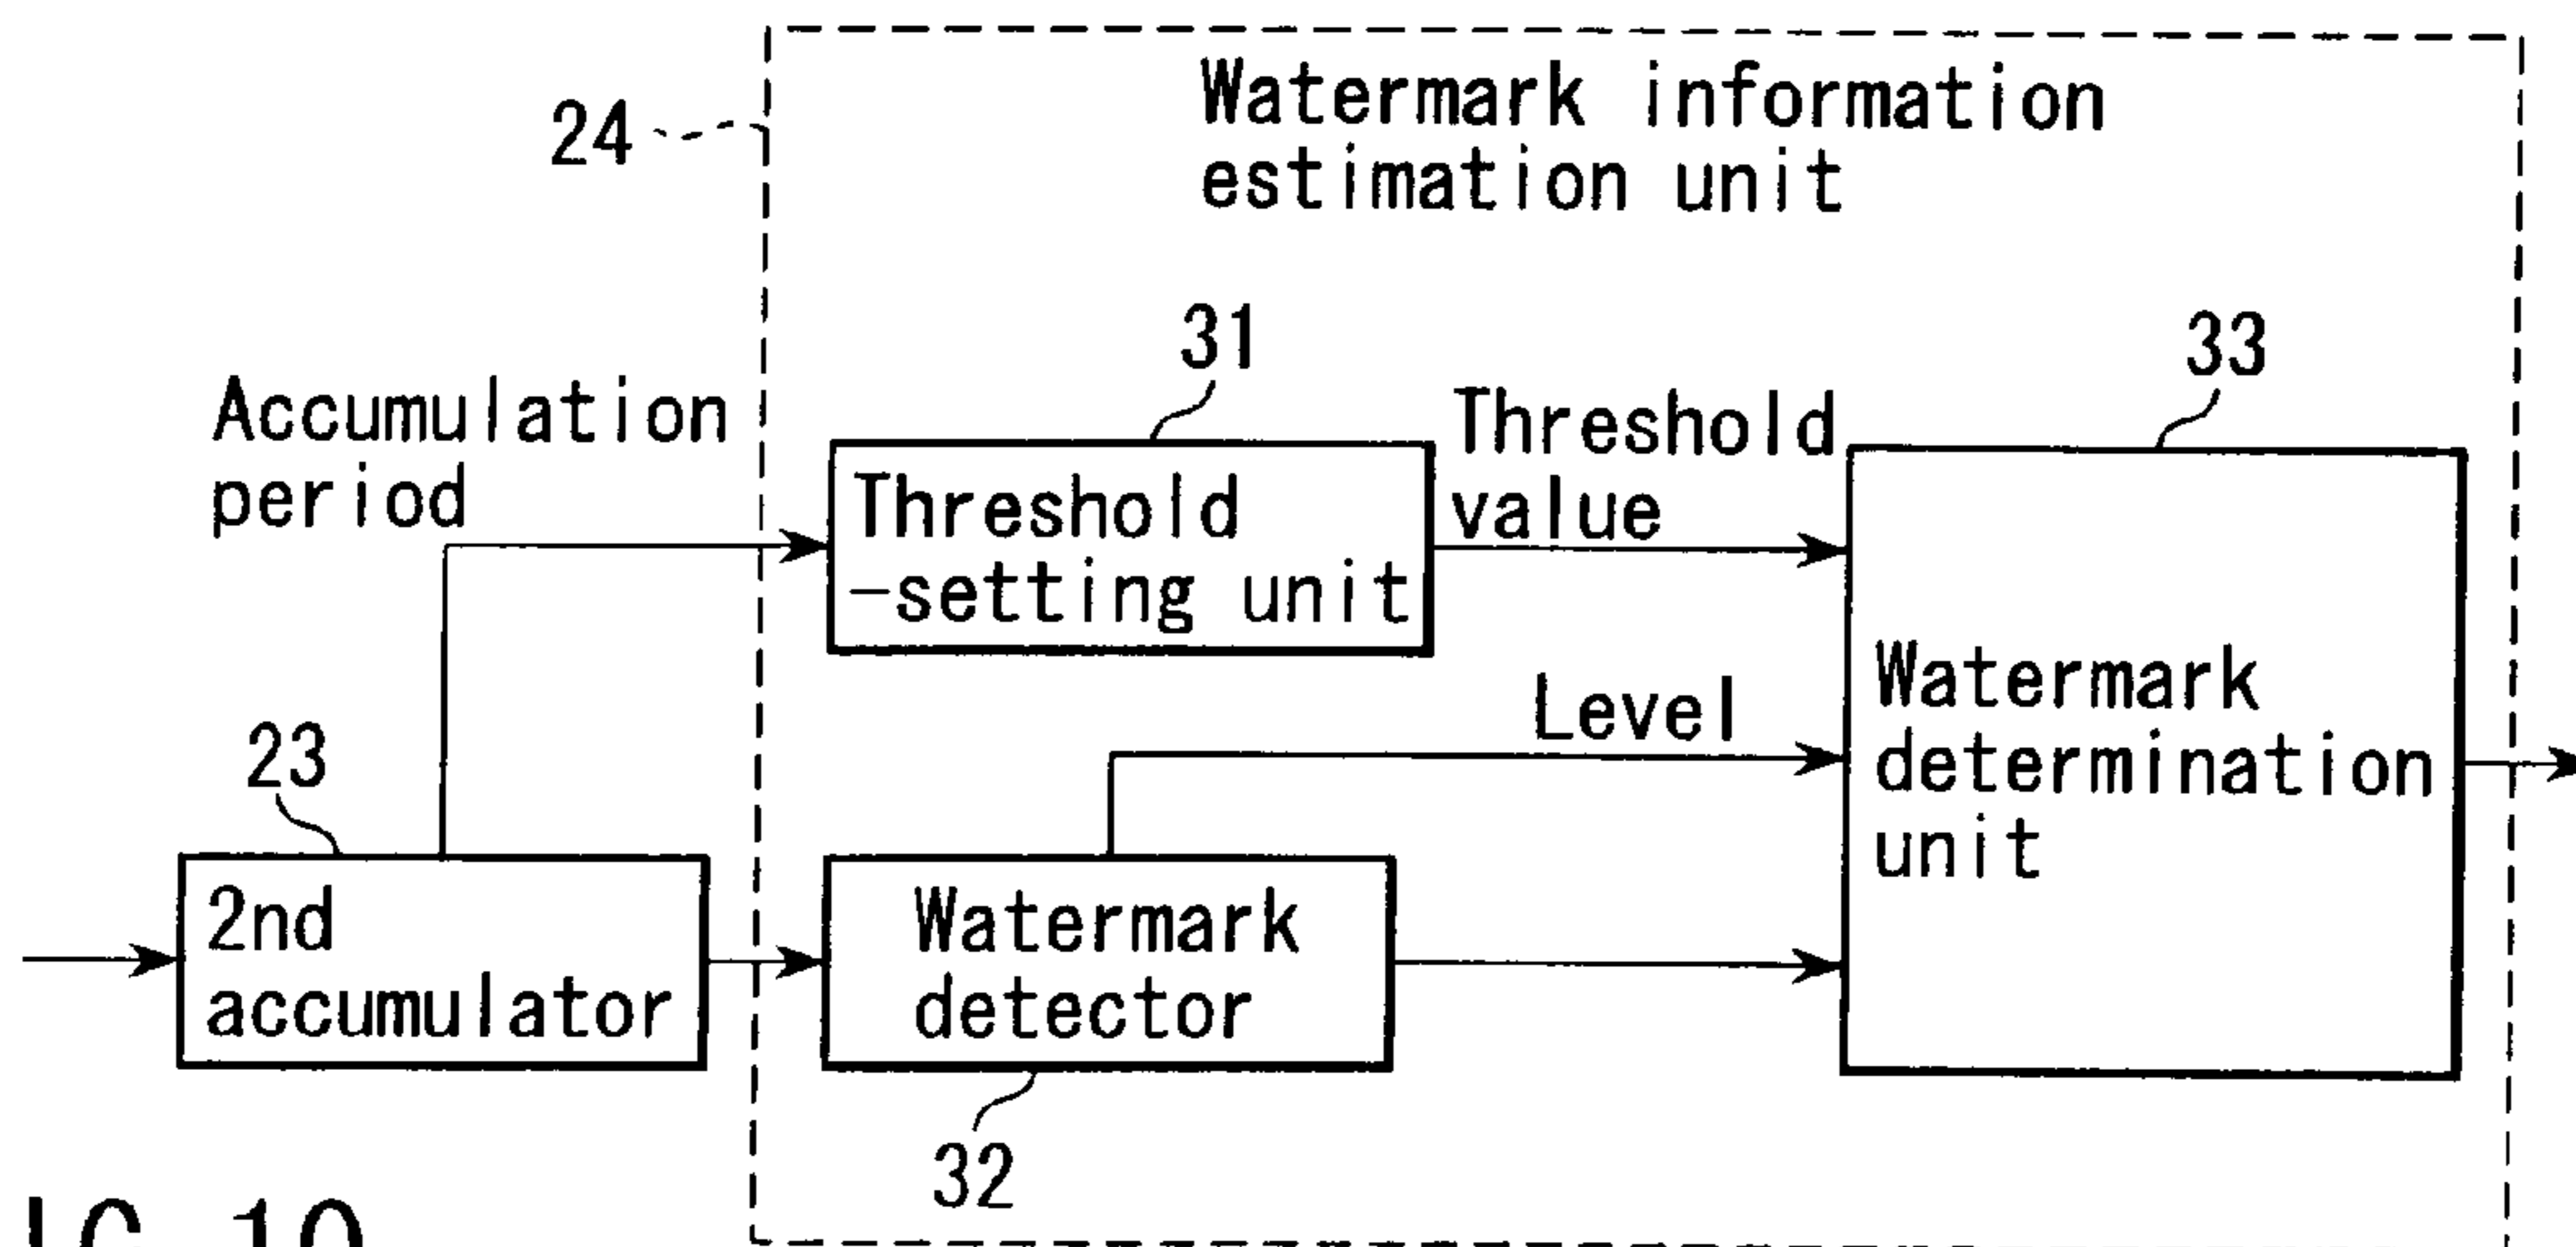 24
Watermark information
estimation unit
31
33
Accumulation
period
Threshold
value
Threshold
-setting unit
Level
Watermark
determination
unit
23
2nd
accumulator
Watermark
detector
32